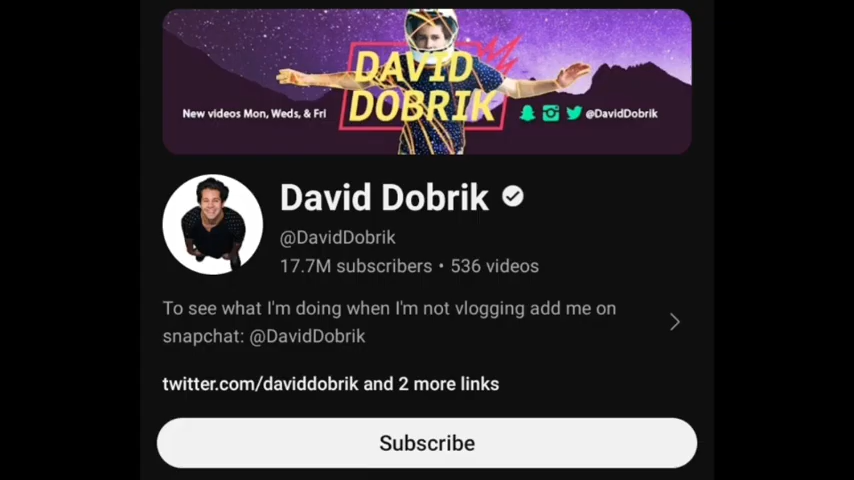 DAVID
DOBRIK
New videos Mon, Weds, & Fri
@DavidDobrik
David Dobrik
@DavidDobrik
17.7M subscribers • 536 videos
To see what I'm doing when I'm not vlogging add me on
snapchat: @DavidDobrik
twitter.com/daviddobrik and 2 more links
Subscribe